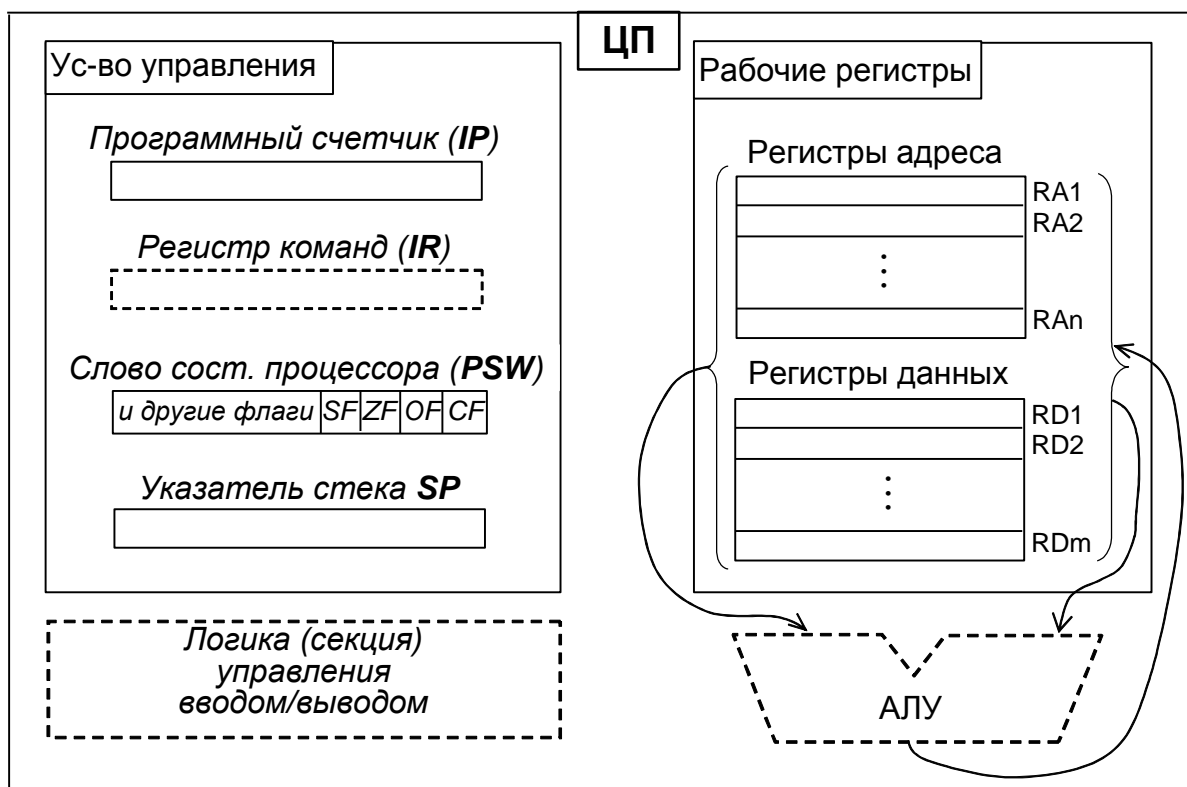 ЦП
Ус-во управления
Программный счетчик (IP)
Регистр команд (IR)
Слово сост. процессора (PSW)
и другие флаги SF ZF OF CF
Указатель стека SP
Логика (секция)
управления
вводом/выводом
Рабочие регистры
Регистры адреса
RA1
RA2
⋮
RAn
Регистры данных
RD1
RD2
⋮
RDm
АЛУ